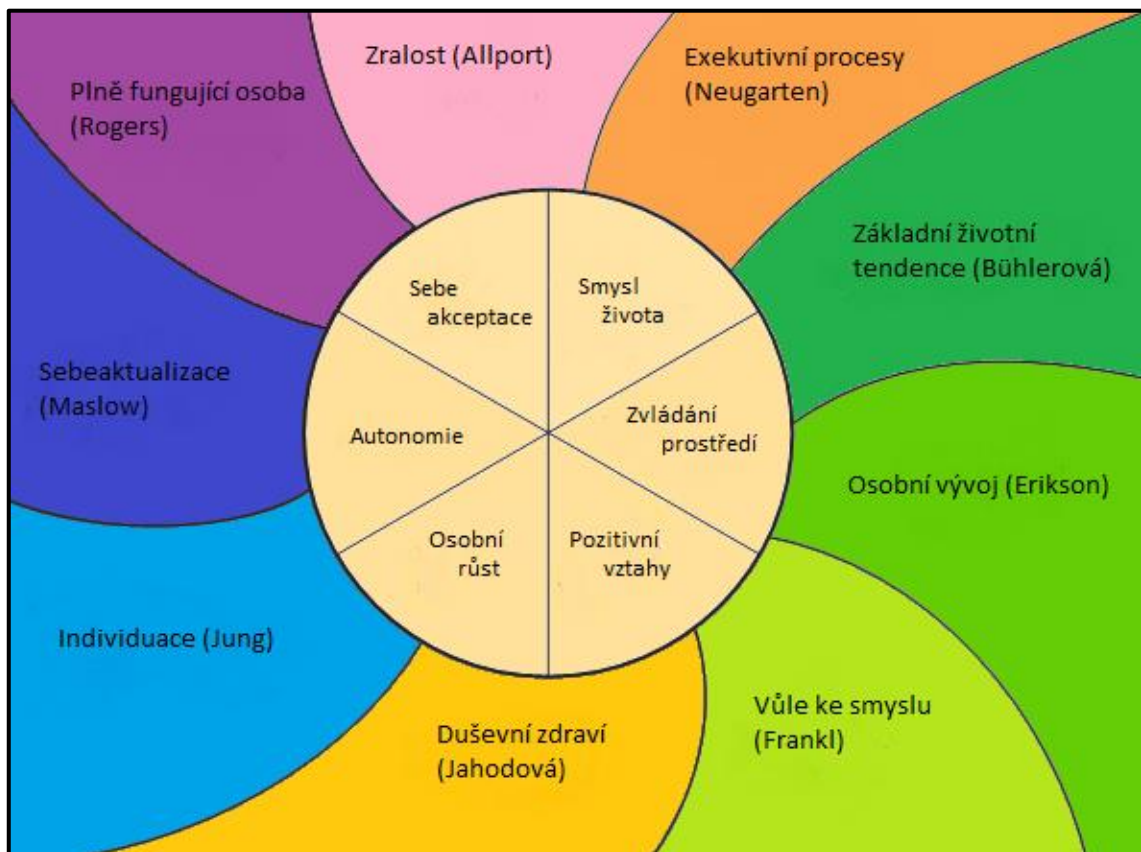 Zralost (Allport)
Exekutivní procesy
(Neugarten)
Plně fungující osoba
(Rogers)
Základní životní
tendence (Bühlerová)
Sebe
akceptace
Smysl
života
Sebeaktualizace
(Maslow)
Autonomie
Zvládání
prostředí
Osobní vývoj (Erikson)
Osobní
růst
Pozitivní
vztahy
Individuace (Jung)
Duševní zdraví
(Jahodová)
Vůle ke smyslu
(Frankl)